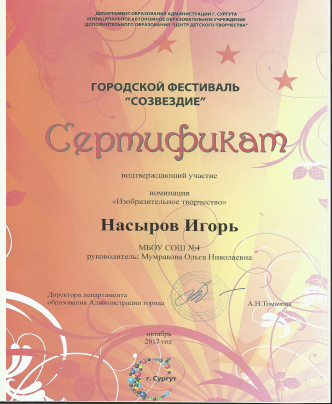 ДЕПАРТАМЕНТ ОБРАЗОВАНИЯ АДМИНИСТРАЦИИ Г. СУРГУТА
МУНИЦИПАЛЬНОЕ АВТОНОМНОЕ ОБРАЗОВАТЕЛЬНОЕ УЧРЕЖДЕНИЕ
ДОПОЛНИТЕЛЬНОГО ОБРАЗОВАНИЯ "ЦЕНТР ДЕТСКОГО ТВОРЧЕСТВА"
ГОРОДСКОЙ ФЕСТИВАЛЬ
"СОЗВЕЗДИЕ"
Сертификат
подтверждающий участие
номинация
«Изобразительное творчество»
Насыров Игорь
МБОУ СОШ №4
руководитель: Мумракова Ольга Николаевна
Директора департамента
образования Администрации города
А.Н.Томазова
октябрь
2017 год
г. Сургут